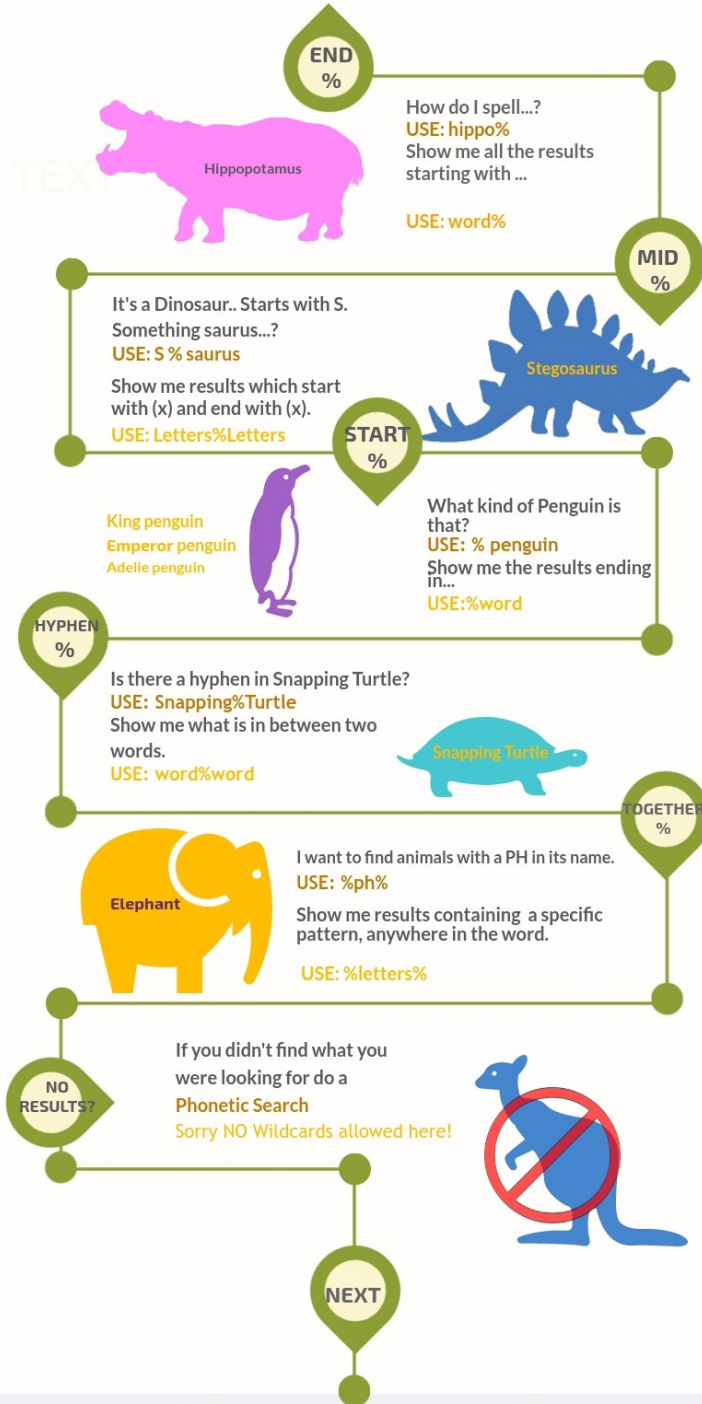 END
%
How do I spell...?
USE: hippo%
Show me all the results
starting with ...
USE: word%
Hippopotamus
TEXT
MID
%
It's a Dinosaur.. Starts with S.
Something saurus...?
USE: S % saurus
Show me results which start
with (x) and end with (x).
USE: Letters%Letters
Stegosaurus
START
%
King penguin
Emperor penguin
Adelie penguin
What kind of Penguin is
that?
USE: % penguin
Show me the results ending
in...
USE:%word
HYPHEN
%
Is there a hyphen in Snapping Turtle?
USE: Snapping%Turtle
Show me what is in between two
words.
USE: word%word
Snapping Turtle
TOGETHER
%
Elephant
I want to find animals with a PH in its name.
USE: %ph%
Show me results containing a specific
pattern, anywhere in the word.
USE: %letters%
NO
RESULTS?
If you didn't find what you
were looking for do a
Phonetic Search
Sorry NO Wildcards allowed here!
NEXT